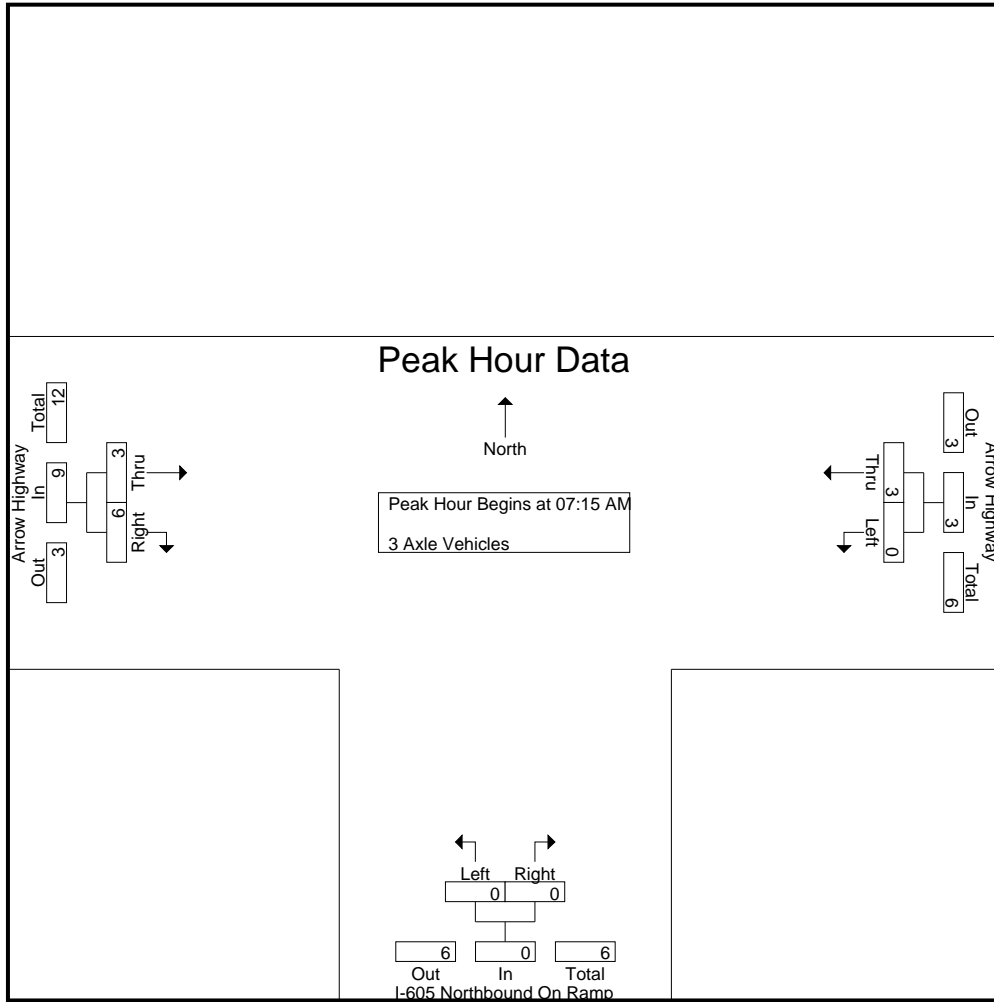 Peak Hour Data
North
Peak Hour Begins at 07:15 AM
3 Axle Vehicles
Arrow Highway
Total
12
In
9
Out
3
3
Thru
6
Right
Out
3
In
3
Total
6
Arrow Highway
Thru
3
Left
0
Left Right
0 0
6 0 6
Out In Total
I-605 Northbound On Ramp